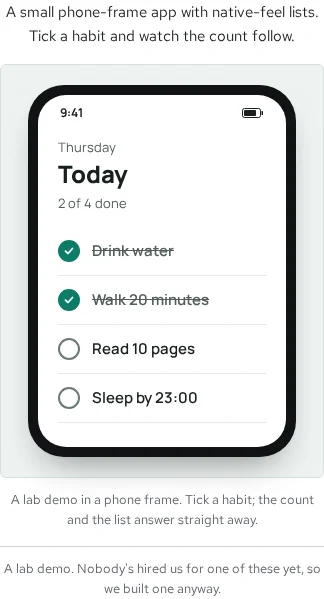 A small phone-frame app with native-feel lists.
Tick a habit and watch the count follow.
9:41
Thursday
Today
2 of 4 done
Drink water
Walk 20 minutes
Read 10 pages
Sleep by 23:00
A lab demo in a phone frame. Tick a habit; the count
and the list answer straight away.
A lab demo. Nobody's hired us for one of these yet, so
we built one anyway.